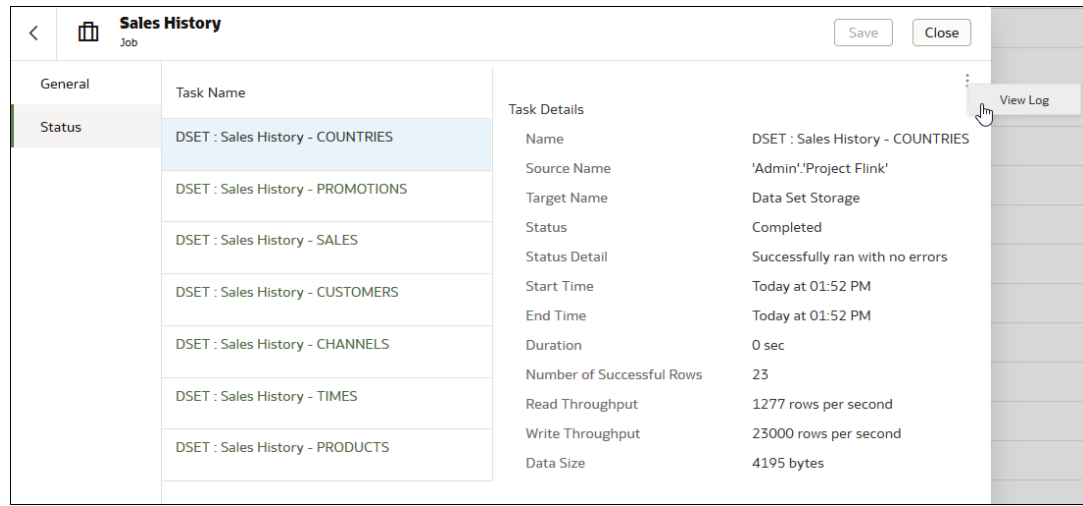 Sales History
Job
Save
Close
General
Status
Task Name
DSET : Sales History - COUNTRIES
DSET : Sales History - PROMOTIONS
DSET : Sales History - SALES
DSET : Sales History - CUSTOMERS
DSET : Sales History - CHANNELS
DSET : Sales History - TIMES
DSET : Sales History - PRODUCTS
View Log
Task Details
Name DSET : Sales History - COUNTRIES
Source Name 'Admin'.'Project Flink'
Target Name Data Set Storage
Status Completed
Status Detail Successfully ran with no errors
Start Time Today at 01:52 PM
End Time Today at 01:52 PM
Duration 0 sec
Number of Successful Rows 23
Read Throughput 1277 rows per second
Write Throughput 23000 rows per second
Data Size 4195 bytes